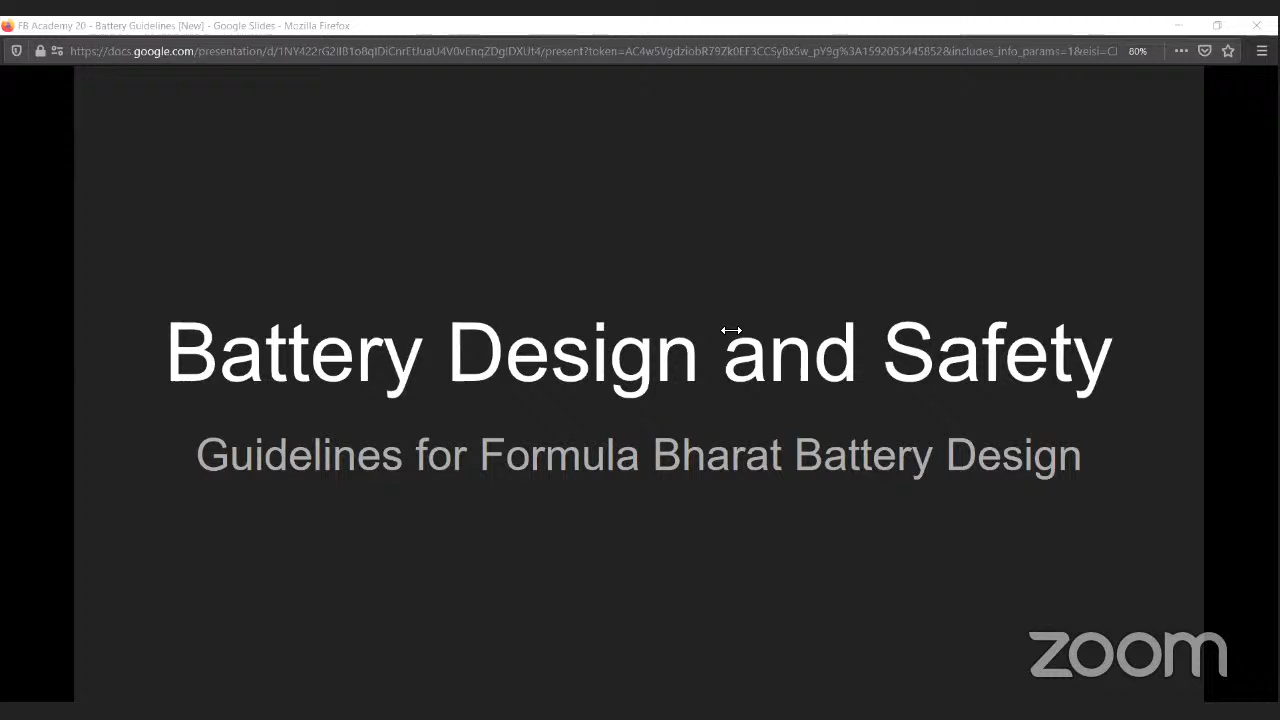 FB Academy 20 - Battery Guidelines [New] - Google Slides - Mozilla Firefox
80%
Battery Design and Safety
Guidelines for Formula Bharat Battery Design
zoom